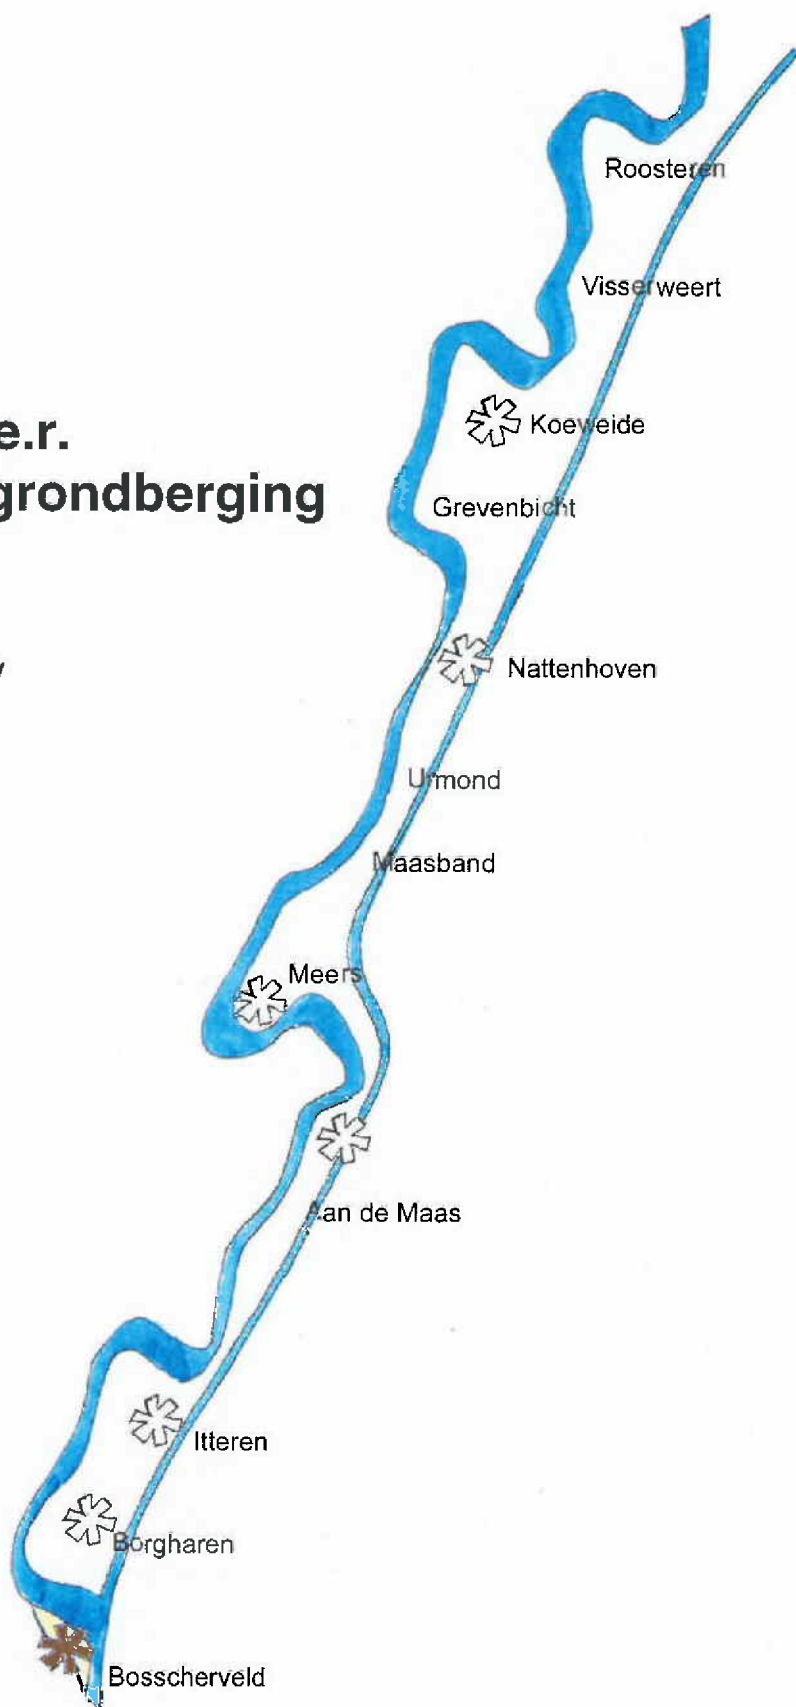 Roosteren
Visserweert
e.r.
Koeweide
grondberging
Grevenbicht
Nattenhoven
Urmond
Maasband
Meers
Aan de Maas
Itteren
Borgharen
Bosscherveld